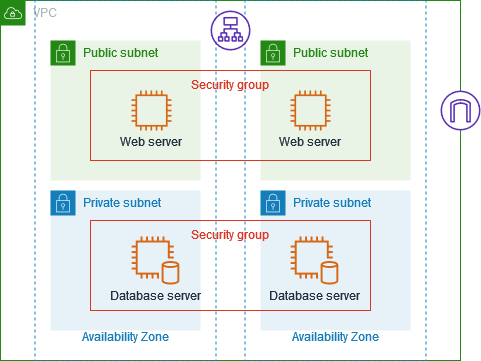 VPC
Public subnet
Public subnet
Security group
Web server
Web server
Private subnet
Private subnet
Security group
Database server
Database server
Availability Zone
Availability Zone